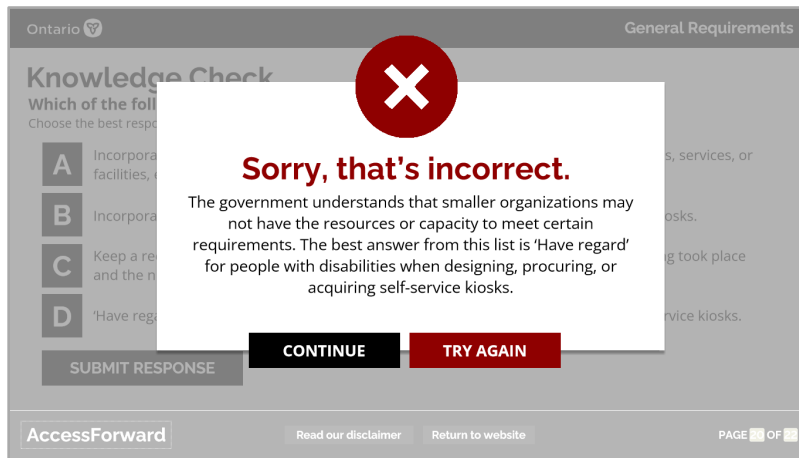 Ontario
General Requirements
Knowledge Check
Which of the foll
Choose the best respo
Sorry, that's incorrect.
The government understands that smaller organizations may
not have the resources or capacity to meet certain
requirements. The best answer from this list is ‘Have regard’
for people with disabilities when designing, procuring, or
acquiring self-service kiosks.
A
Incorpora
s, services, or
facilities, e
B
Incorpora
osks.
C
Keep a re
g took place
and the n
D
‘Have rega
rvice kiosks.
CONTINUE
TRY AGAIN
SUBMIT RESPONSE
AccessForward
Read our disclaimer
Return to website
PAGE 20 OF 22